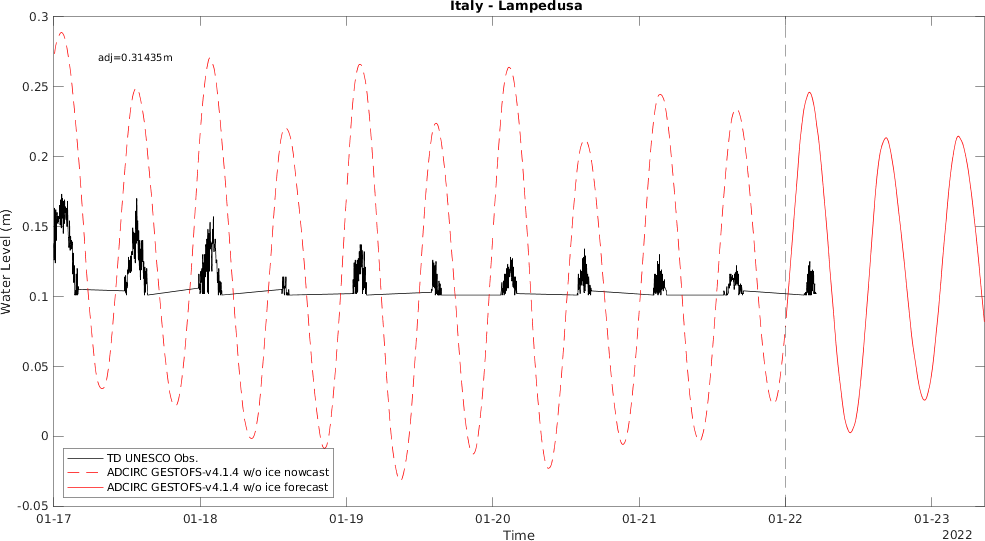 Italy - Lampedusa
adj=0.31435m
Water Level (m)
0.3
0.25
0.2
0.15
0.1
0.05
0
-0.05
TD UNESCO Obs.
ADCIRC GESTOFS-v4.1.4 w/o ice nowcast
ADCIRC GESTOFS-v4.1.4 w/o ice forecast
01-17 01-18 01-19 01-20 01-21 01-22 01-23
Time
2022